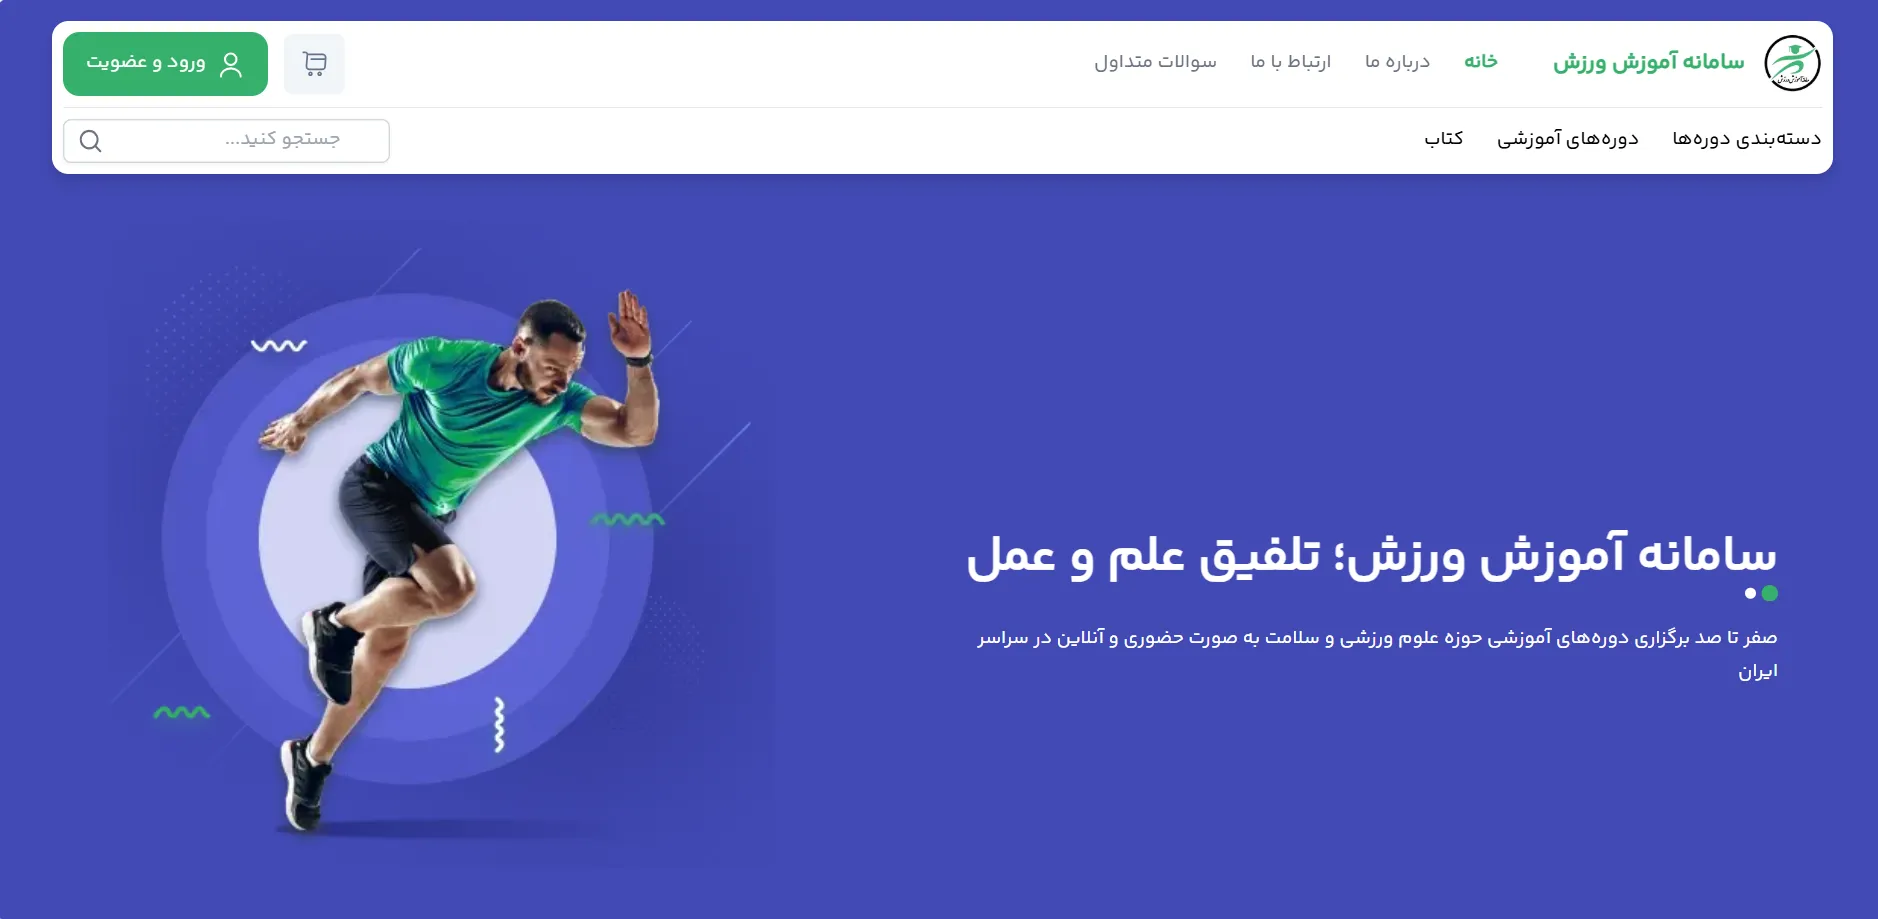 سامانه آموزش ورزش
خانه
درباره ما
ارتباط با ما
سوالات متداول
ورود و عضویت
دسته‌بندی دوره‌ها
دوره‌های آموزشی
کتاب
جستجو کنید...
سامانه آموزش ورزش؛ تلفیق علم و عمل
صفر تا صد برگزاری دوره‌های آموزشی حوزه علوم ورزشی و سلامت به صورت حضوری و آنلاین در سراسر
ایران